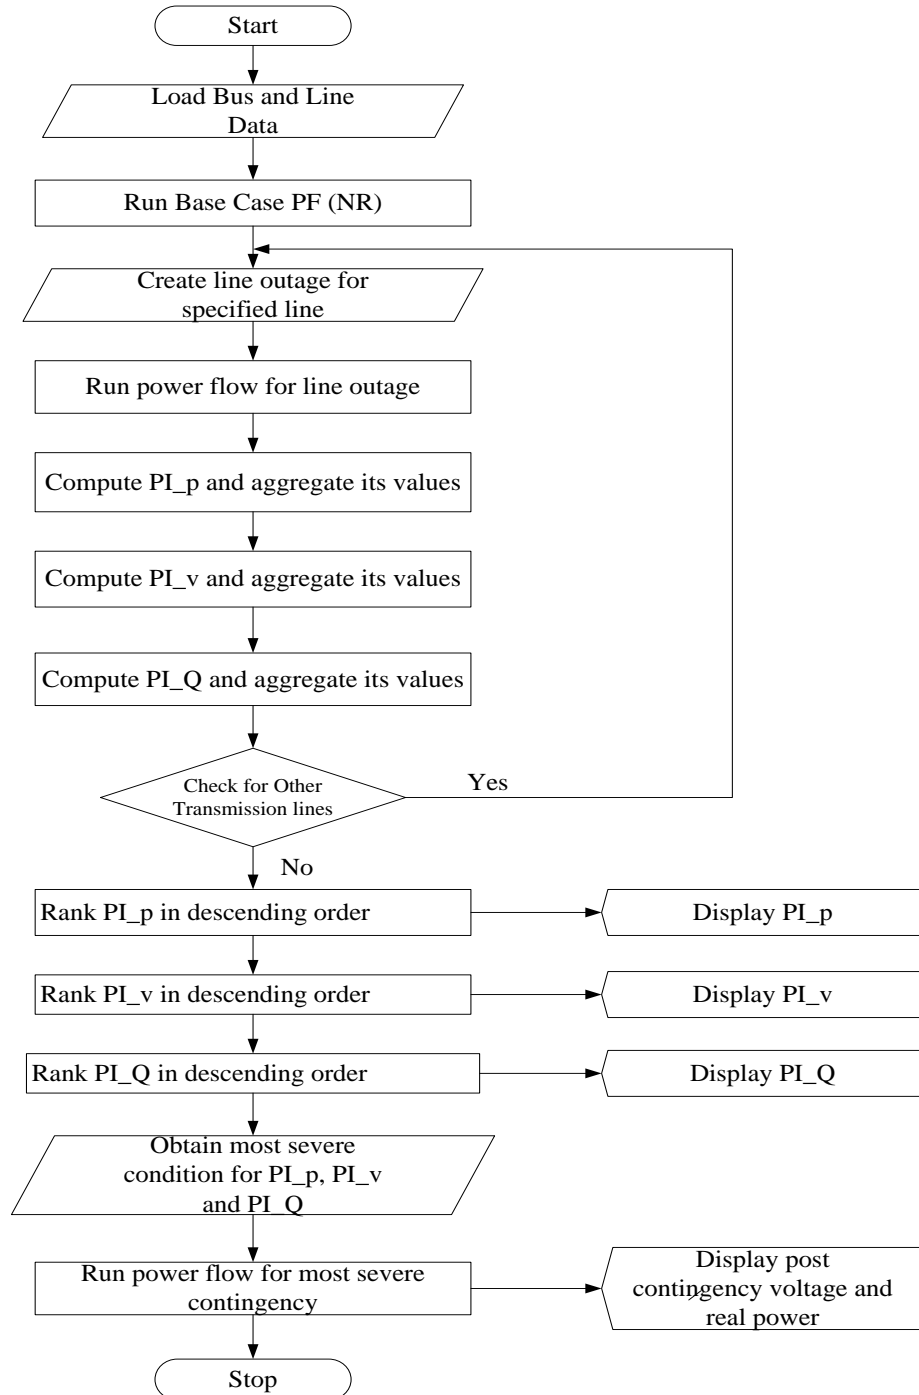 Start
Load Bus and Line
Data
Run Base Case PF (NR)
Create line outage for
specified line
Run power flow for line outage
Compute PI_p and aggregate its values
Compute PI_v and aggregate its values
Compute PI_Q and aggregate its values
Check for Other
Transmission lines
Yes
No
Rank PI_p in descending order
Display PI_p
Rank PI_v in descending order
Display PI_v
Rank PI_Q in descending order
Display PI_Q
Obtain most severe
condition for PI_p, PI_v
and PI_Q
Run power flow for most severe
contingency
Display post
contingency voltage and
real power
Stop